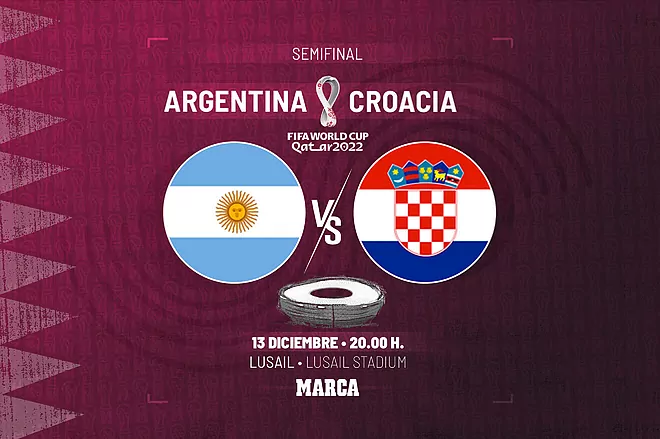 SEMIFINAL
ARGENTINA CROACIA
FIFA WORLD CUP
Qatar2022
VS
13 DICIEMBRE • 20.00 H.
LUSAIL • LUSAIL STADIUM
MARCA